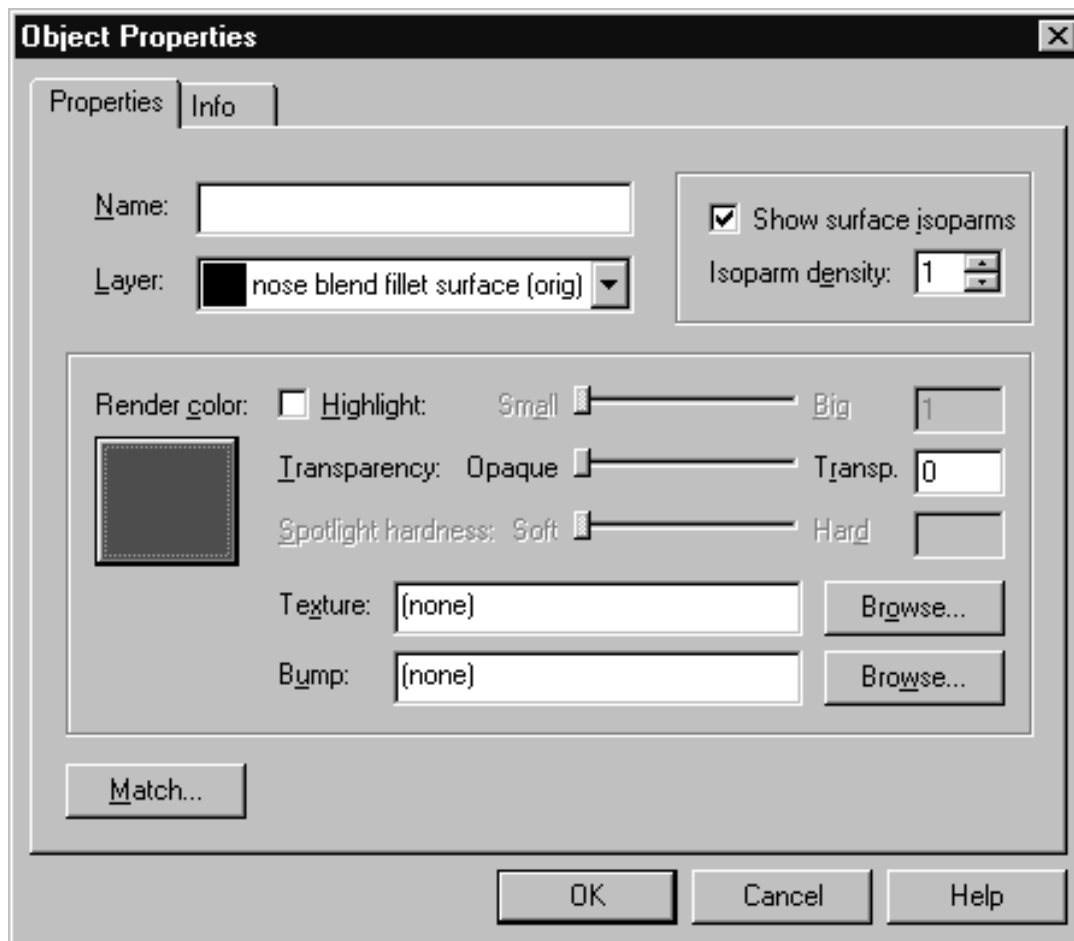 Object Properties
Properties Info
Name:
Show surface isoparms
Layer: nose blend fillet surface (orig)
Isoparm density: 1
Render color: Highlight: Small Big 1
Transparency: Opaque Transp. 0
Spotlight hardness: Soft Hard
Texture: (none) Browse...
Bump: (none) Browse...
Match...
OK Cancel Help